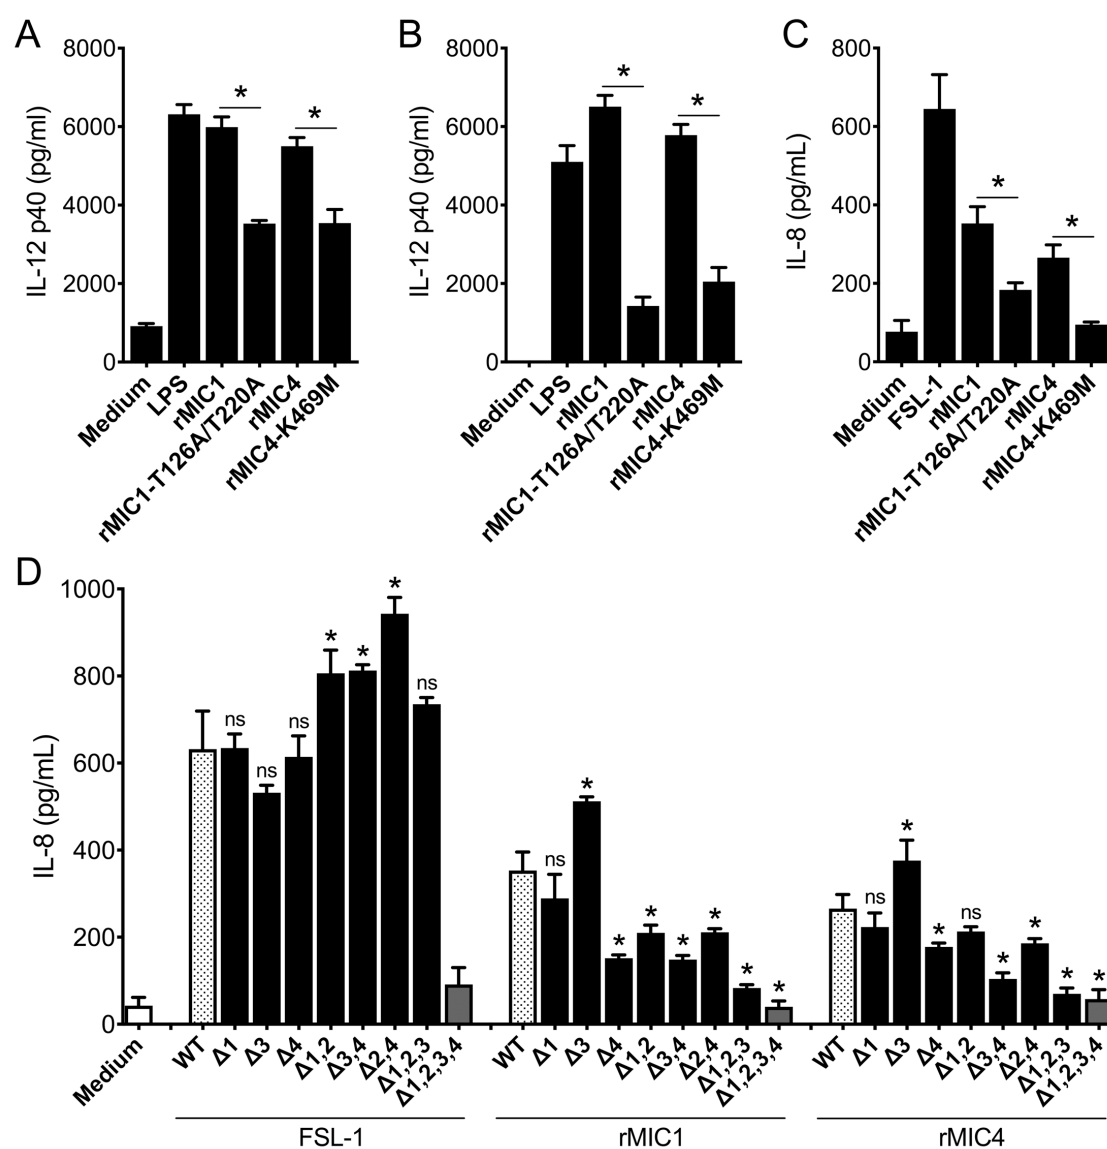 A
IL-12 p40 (pg/ml)
8000
6000
4000
2000
0
*
*
Medium
LPS
rMIC1
rMIC1-T126A/T220A
rMIC4
rMIC4-K469M
B
IL-12 p40 (pg/ml)
8000
6000
4000
2000
0
*
*
Medium
LPS
rMIC1
rMIC1-T126A/T220A
rMIC4
rMIC4-K469M
C
IL-8 (pg/mL)
800
600
400
200
0
*
*
Medium
FSL-1
rMIC1
rMIC1-T126A/T220A
rMIC4
rMIC4-K469M
D
IL-8 (pg/mL)
1000
800
600
400
200
0
ns
ns
ns
*
*
*
ns
ns
*
*
*
*
*
*
*
ns
*
*
ns
*
*
*
*
Medium
WT
Δ1
Δ3
Δ4
Δ1,2
Δ3,4
Δ2,4
Δ1,2,3
Δ1,2,3,4
WT
Δ1
Δ3
Δ4
Δ1,2
Δ3,4
Δ2,4
Δ1,2,3
Δ1,2,3,4
WT
Δ1
Δ3
Δ4
Δ1,2
Δ3,4
Δ2,4
Δ1,2,3
Δ1,2,3,4
FSL-1
rMIC1
rMIC4